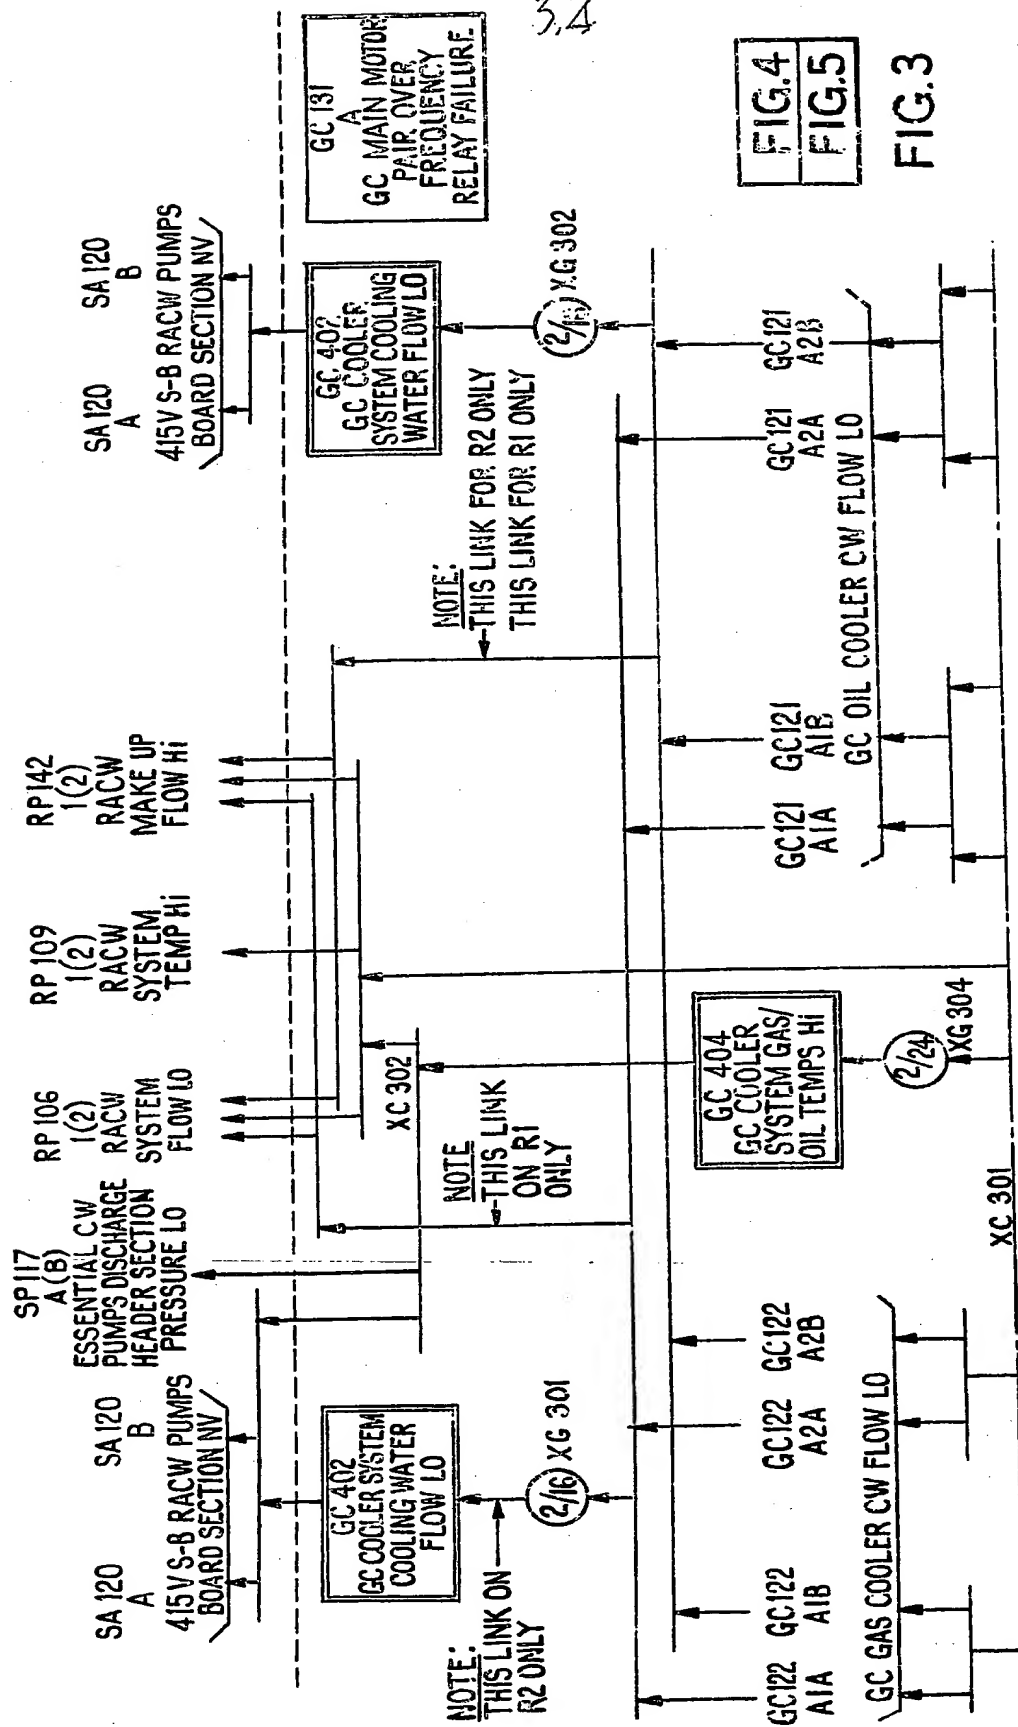 3,4
SA 120
A
SA 120
B
415V S-B RACW PUMPS
BOARD SECTION NV
SP117
A(B)
ESSENTIAL CW
PUMPS DISCHARGE
HEADER SECTION
PRESSURE LO
RP106
1(2)
RACW
SYSTEM
FLOW LO
RP109
1(2)
RACW
SYSTEM
TEMP Hi
RP142
1(2)
RACW
MAKE UP
FLOW Hi
SA 120
A
SA 120
B
415V S-B RACW PUMPS
BOARD SECTION NV
GC 402
GC COOLER SYSTEM
COOLING WATER
FLOW LO
XC 302
GC 402
GC COOLER
SYSTEM COOLING
WATER FLOW LO
GC 131
A
GC MAIN MOTOR
PAIR OVER
FREQUENCY
RELAY FAILURE
NOTE:
THIS LINK ON
R2 ONLY
2/16
XG 301
NOTE
THIS LINK
ON R1
ONLY
NOTE:
THIS LINK FOR R2 ONLY
THIS LINK FOR R1 ONLY
XG 302
GC122
A1A
GC122
A1B
GC122
A2A
GC122
A2B
GC GAS COOLER CW FLOW LO
GC 404
GC COOLER
SYSTEM GAS/
OIL TEMPS Hi
2/24
XG 304
GC121
A1A
GC121
A1B
GC121
A2A
GC121
A2B
GC OIL COOLER CW FLOW LO
XC 301
FIG.4
FIG.5
FIG.3